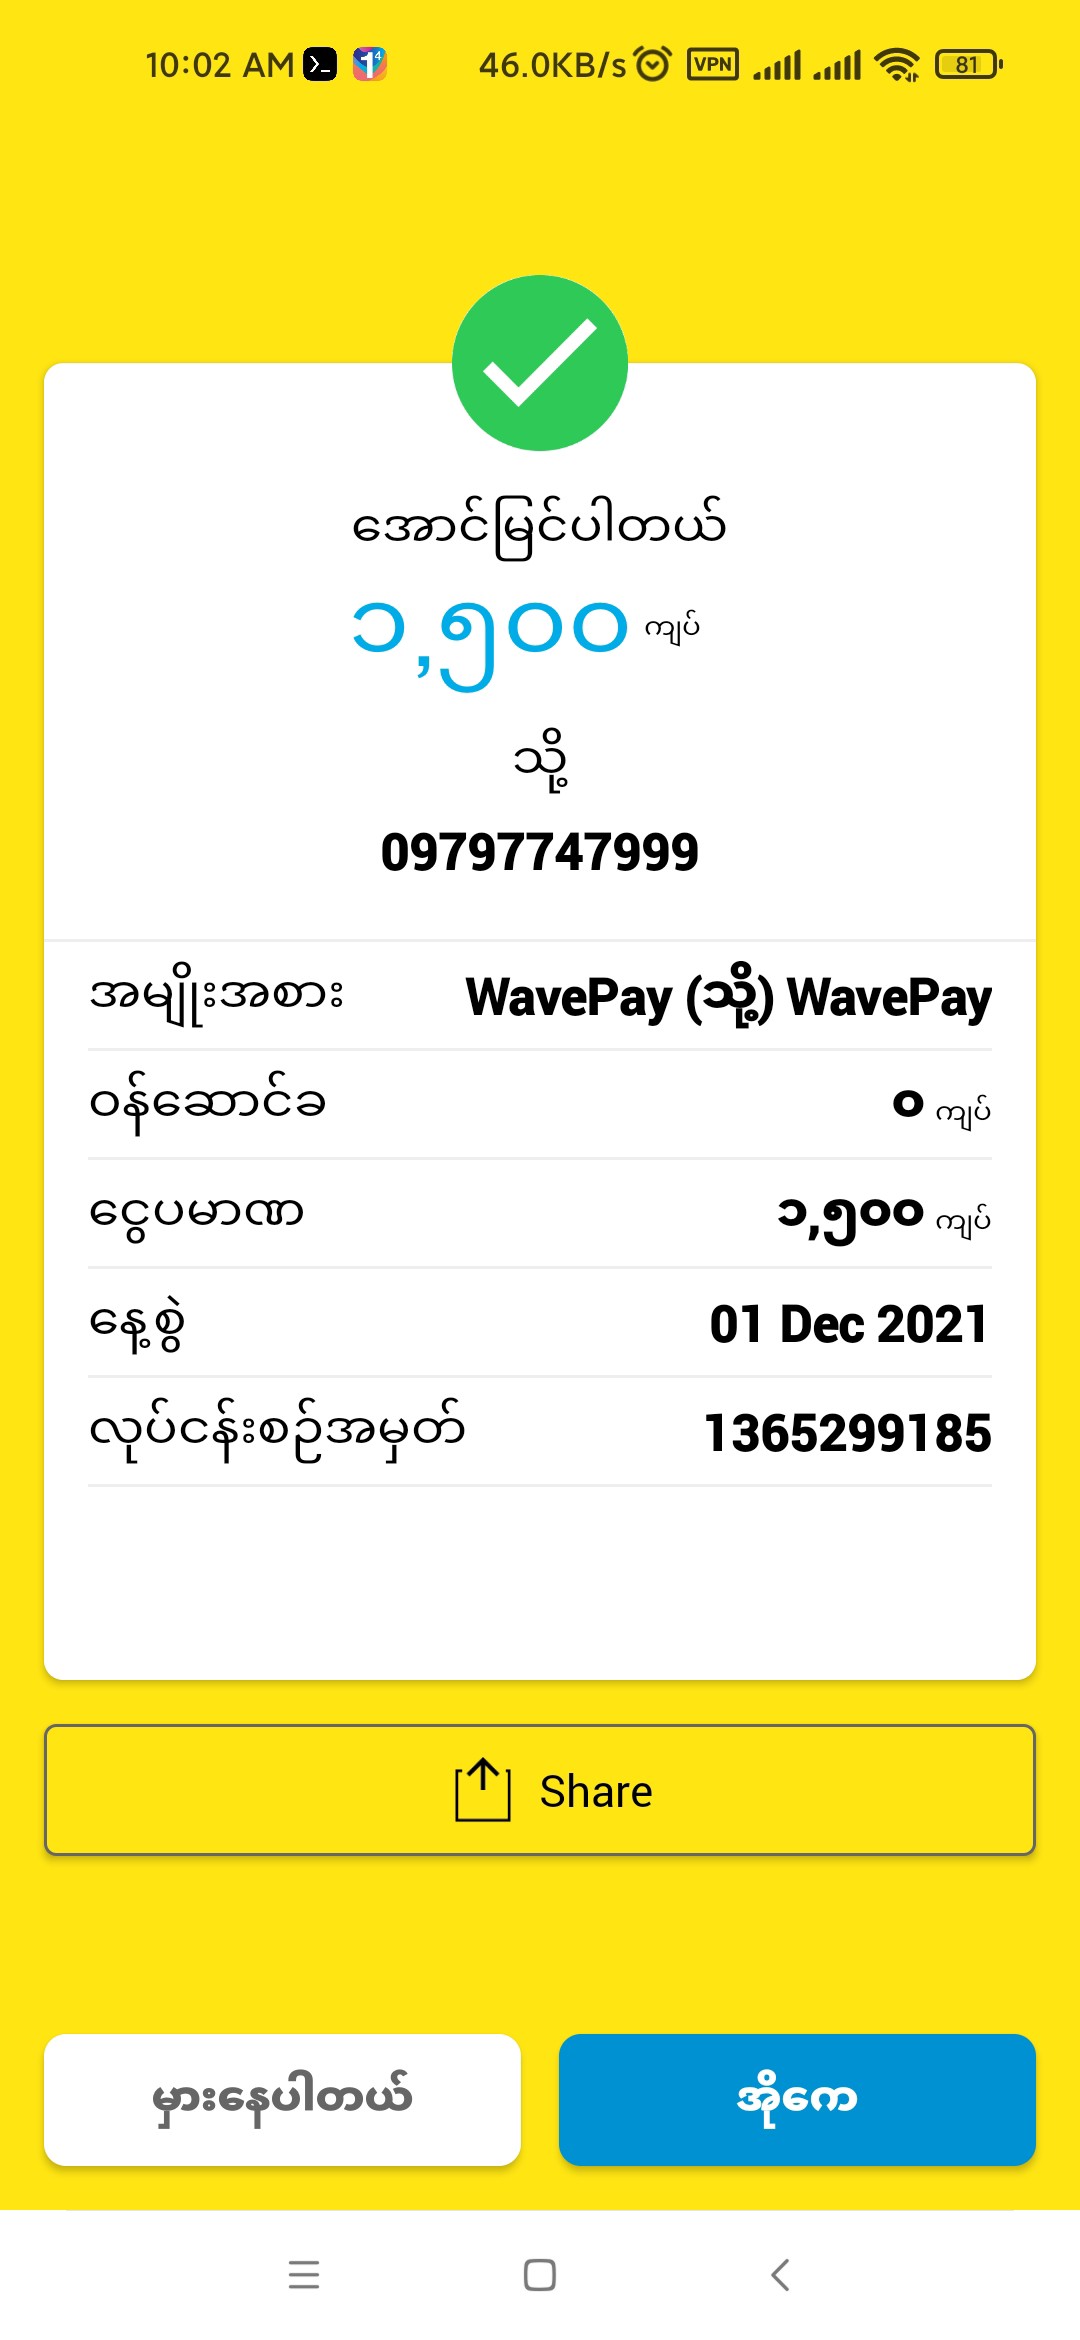 10:02 AM 46.0KB/s VPN 81
အောင်မြင်ပါတယ်
၁,၅၀၀ ကျပ်
သို့
09797747999
အမျိုးအစား WavePay (သို့) WavePay
ဝန်ဆောင်ခ ၀ ကျပ်
ငွေပမာဏ ၁,၅၀၀ ကျပ်
နေ့စွဲ 01 Dec 2021
လုပ်ငန်းစဉ်အမှတ် 1365299185
Share
မှားနေပါတယ် အိုကေ